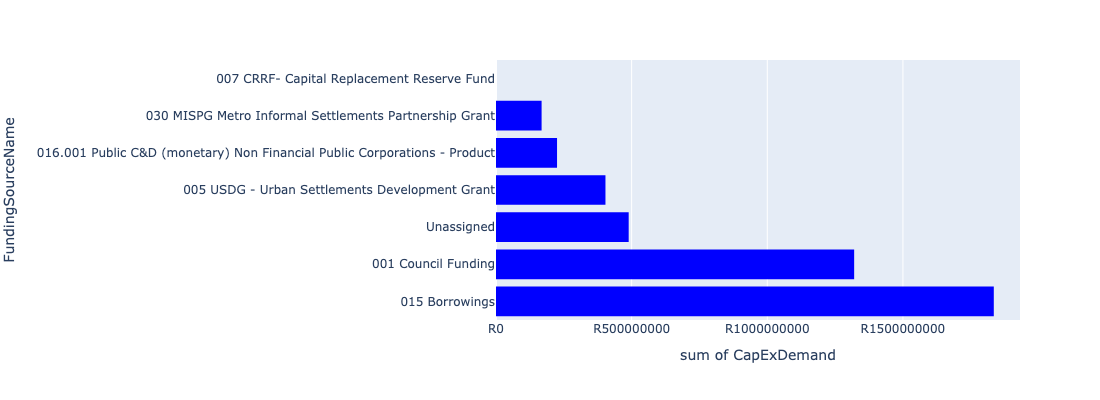 FundingSourceName
007 CRRF- Capital Replacement Reserve Fund
030 MISPG Metro Informal Settlements Partnership Grant
016.001 Public C&D (monetary) Non Financial Public Corporations - Product
005 USDG - Urban Settlements Development Grant
Unassigned
001 Council Funding
015 Borrowings
R0 R500000000 R1000000000 R1500000000
sum of CapExDemand